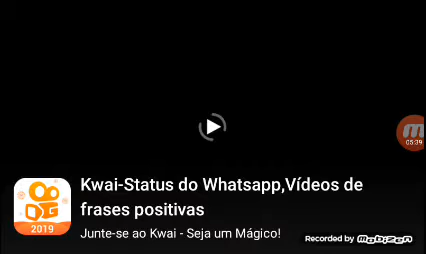 05:39
Kwai-Status do Whatsapp,Vídeos de
frases positivas
2019
Junte-se ao Kwai - Seja um Mágico!
Recorded by Mobizen